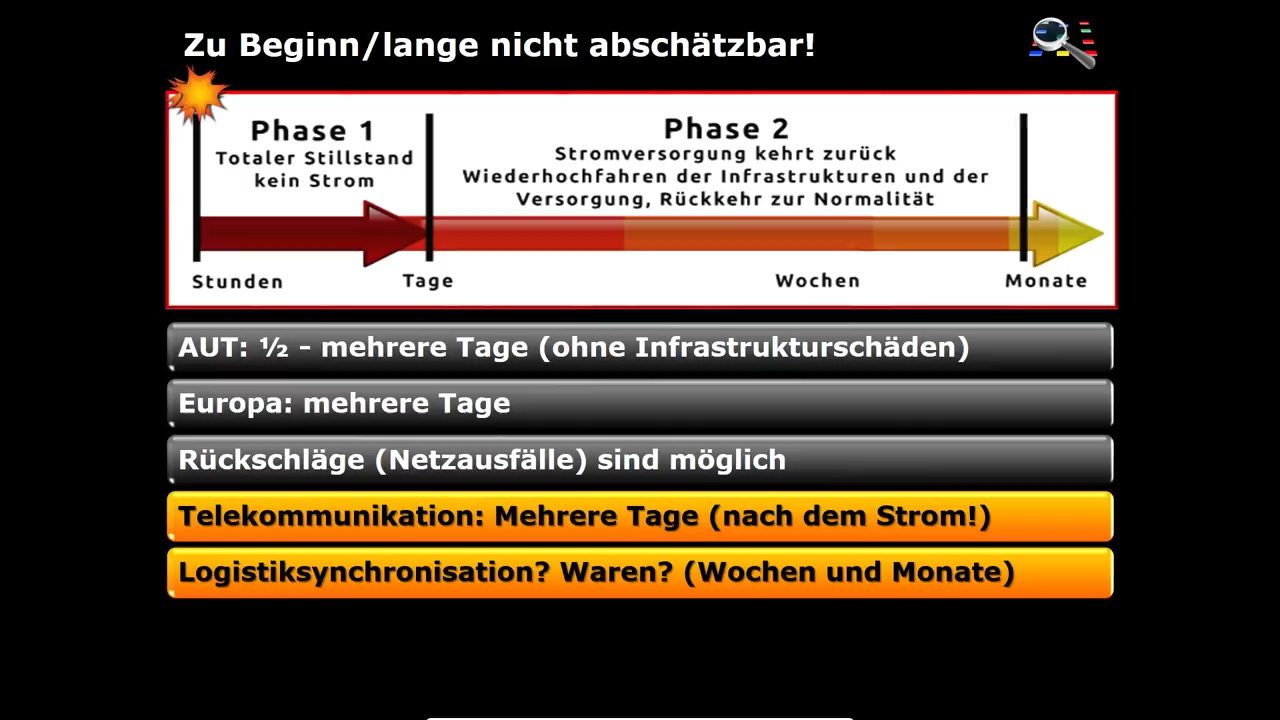 Zu Beginn/lange nicht abschätzbar!
Phase 1
Totaler Stillstand
kein Strom
Phase 2
Stromversorgung kehrt zurück
Wiederhochfahren der Infrastrukturen und der
Versorgung, Rückkehr zur Normalität
Stunden
Tage
Wochen
Monate
AUT: ½ - mehrere Tage (ohne Infrastrukturschäden)
Europa: mehrere Tage
Rückschläge (Netzausfälle) sind möglich
Telekommunikation: Mehrere Tage (nach dem Strom!)
Logistiksynchronisation? Waren? (Wochen und Monate)